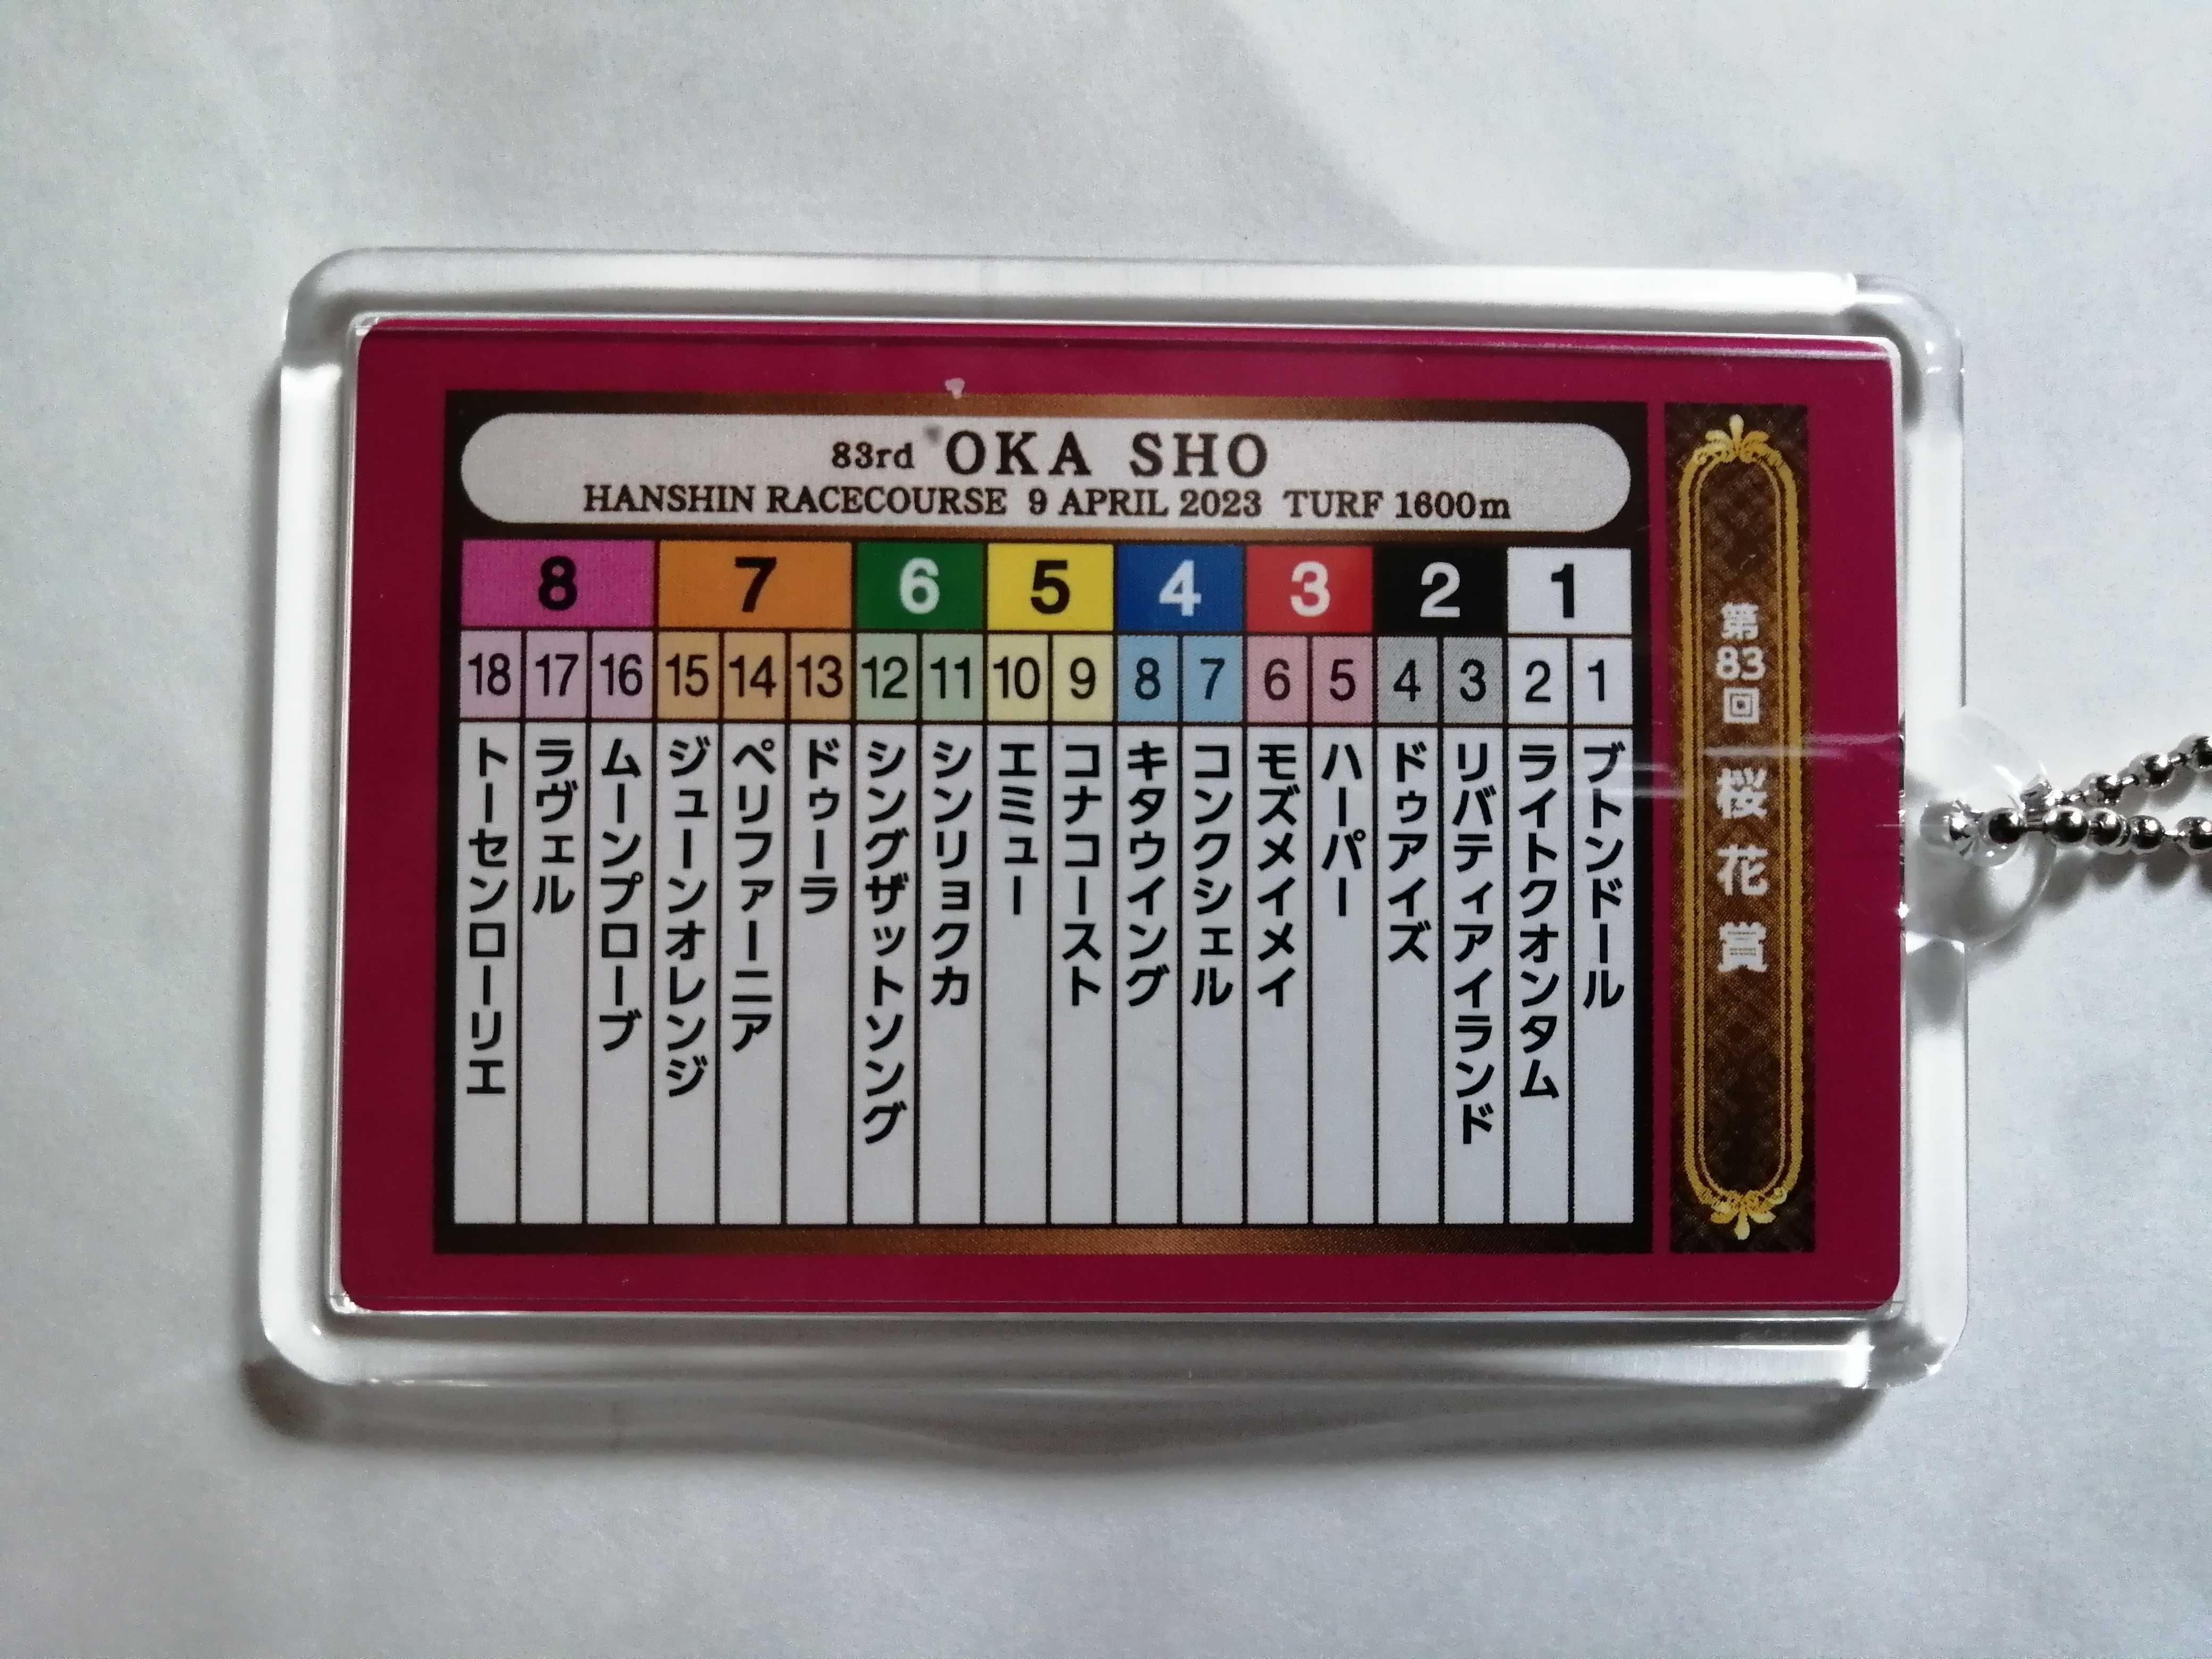 83rd OKA SHO
HANSHIN RACECOURSE 9 APRIL 2023 TURF 1600m
8 7 6 5 4 3 2 1
18 17 16 15 14 13 12 11 10 9 8 7 6 5 4 3 2 1
第83回 桜花賞
ブトンドール
ライトクオンタム
リバティアイランド
ドゥアイズ
ハーパー
モズメイメイ
コンクシェル
キタウイング
コナコースト
エミュー
シンリョクカ
シングザットソング
ドゥーラ
ペリファーニア
ジューンオレンジ
ムーンプローブ
ラヴェル
トーセンローリエ